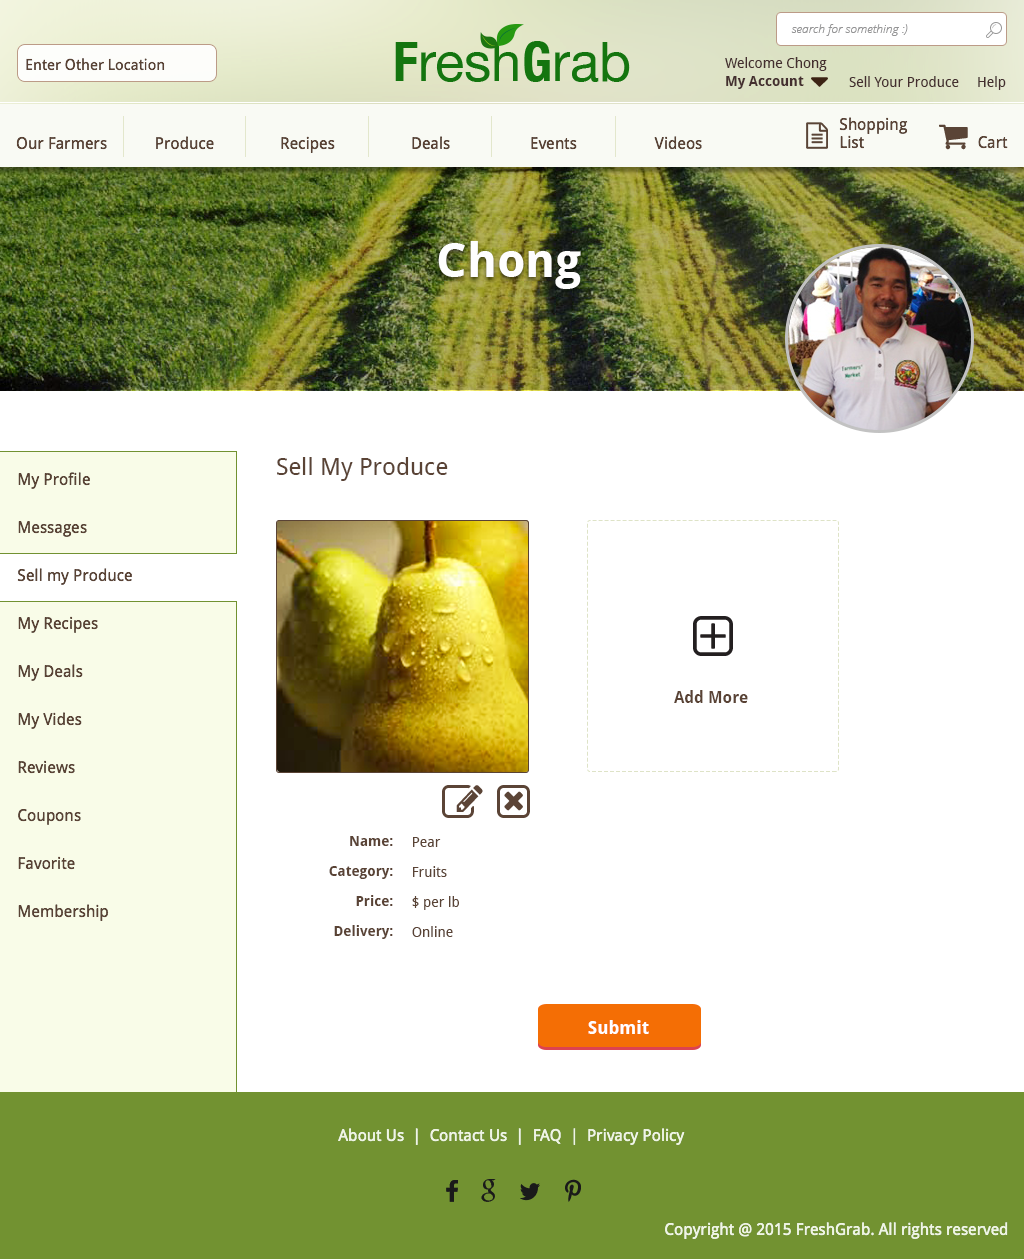 search for something :)
Enter Other Location
FreshGrab
Welcome Chong
My Account
Sell Your Produce
Help
Our Farmers
Produce
Recipes
Deals
Events
Videos
Shopping
List
Cart
Chong
Farmers'
Market
Sell My Produce
My Profile
Messages
Sell my Produce
My Recipes
My Deals
My Vides
Reviews
Coupons
Favorite
Membership
Add More
Name: Pear
Category: Fruits
Price: $ per lb
Delivery: Online
Submit
About Us | Contact Us | FAQ | Privacy Policy
Copyright @ 2015 FreshGrab. All rights reserved